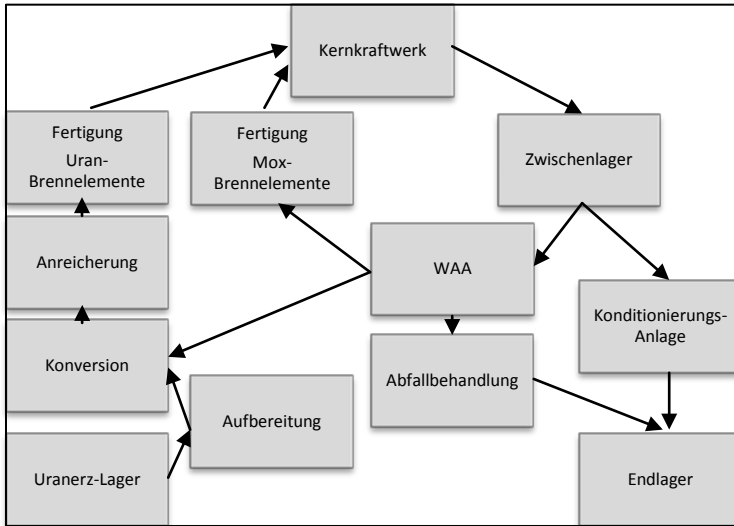 Kernkraftwerk
Fertigung
Uran-
Brennelemente
Fertigung
Mox-
Brennelemente
Zwischenlager
Anreicherung
WAA
Konversion
Konditionierungs-
Anlage
Abfallbehandlung
Aufbereitung
Uranerz-Lager
Endlager